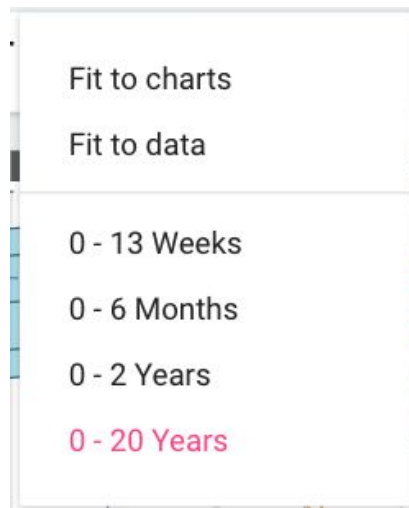 Fit to charts
Fit to data
0 - 13 Weeks
0 - 6 Months
0 - 2 Years
0 - 20 Years